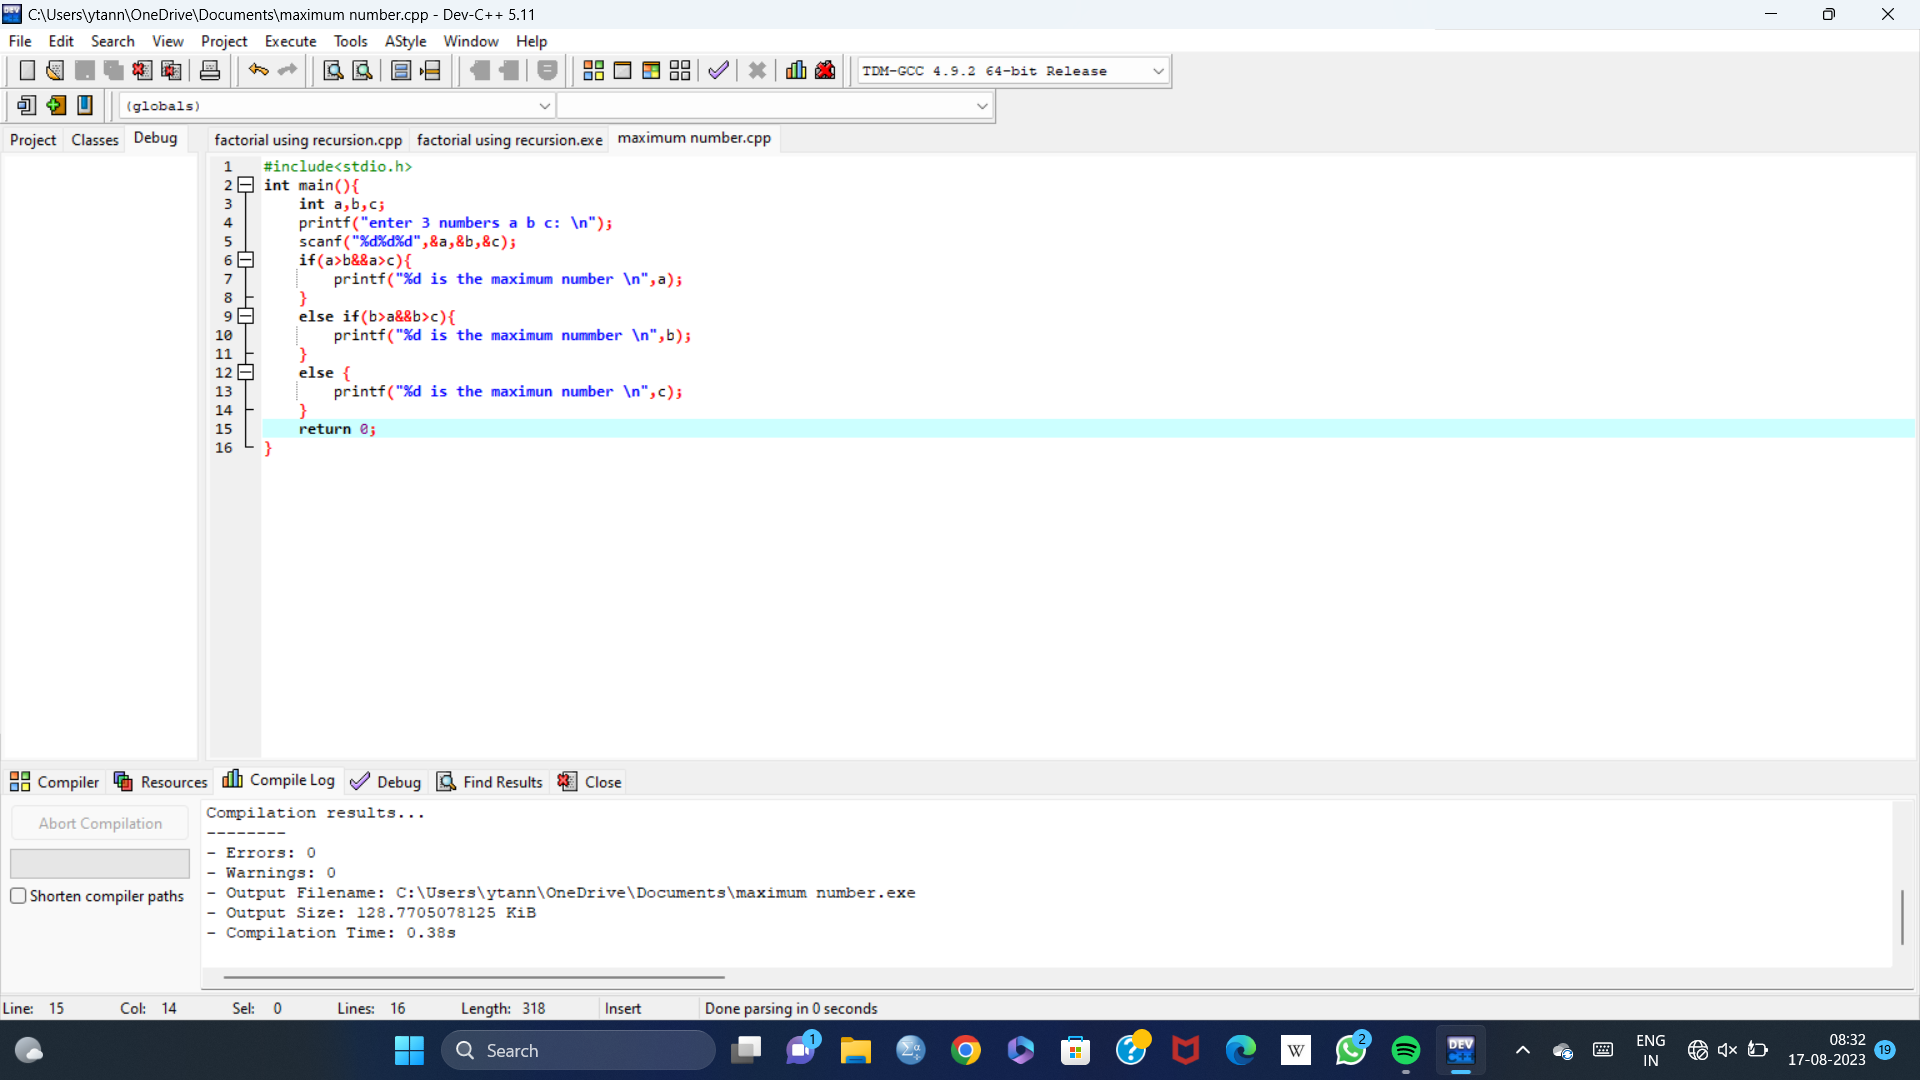 C:\Users\ytann\OneDrive\Documents\maximum number.cpp - Dev-C++ 5.11
File Edit Search View Project Execute Tools AStyle Window Help
TDM-GCC 4.9.2 64-bit Release
(globals)
Project Classes Debug factorial using recursion.cpp factorial using recursion.exe maximum number.cpp
1 #include<stdio.h>
2 int main(){
3 int a,b,c;
4 printf("enter 3 numbers a b c: \n");
5 scanf("%d%d%d",&a,&b,&c);
6 if(a>b&&a>c){
7 printf("%d is the maximum number \n",a);
8 }
9 else if(b>a&&b>c){
10 printf("%d is the maximum nummber \n",b);
11 }
12 else {
13 printf("%d is the maximun number \n",c);
14 }
15 return 0;
16 }
Compiler Resources Compile Log Debug Find Results Close
Abort Compilation
Shorten compiler paths
Compilation results...
--------
- Errors: 0
- Warnings: 0
- Output Filename: C:\Users\ytann\OneDrive\Documents\maximum number.exe
- Output Size: 128.7705078125 KiB
- Compilation Time: 0.38s
Line: 15 Col: 14 Sel: 0 Lines: 16 Length: 318 Insert Done parsing in 0 seconds
Search 1 W 2 DEV C++ ENG IN 08:32 17-08-2023 19